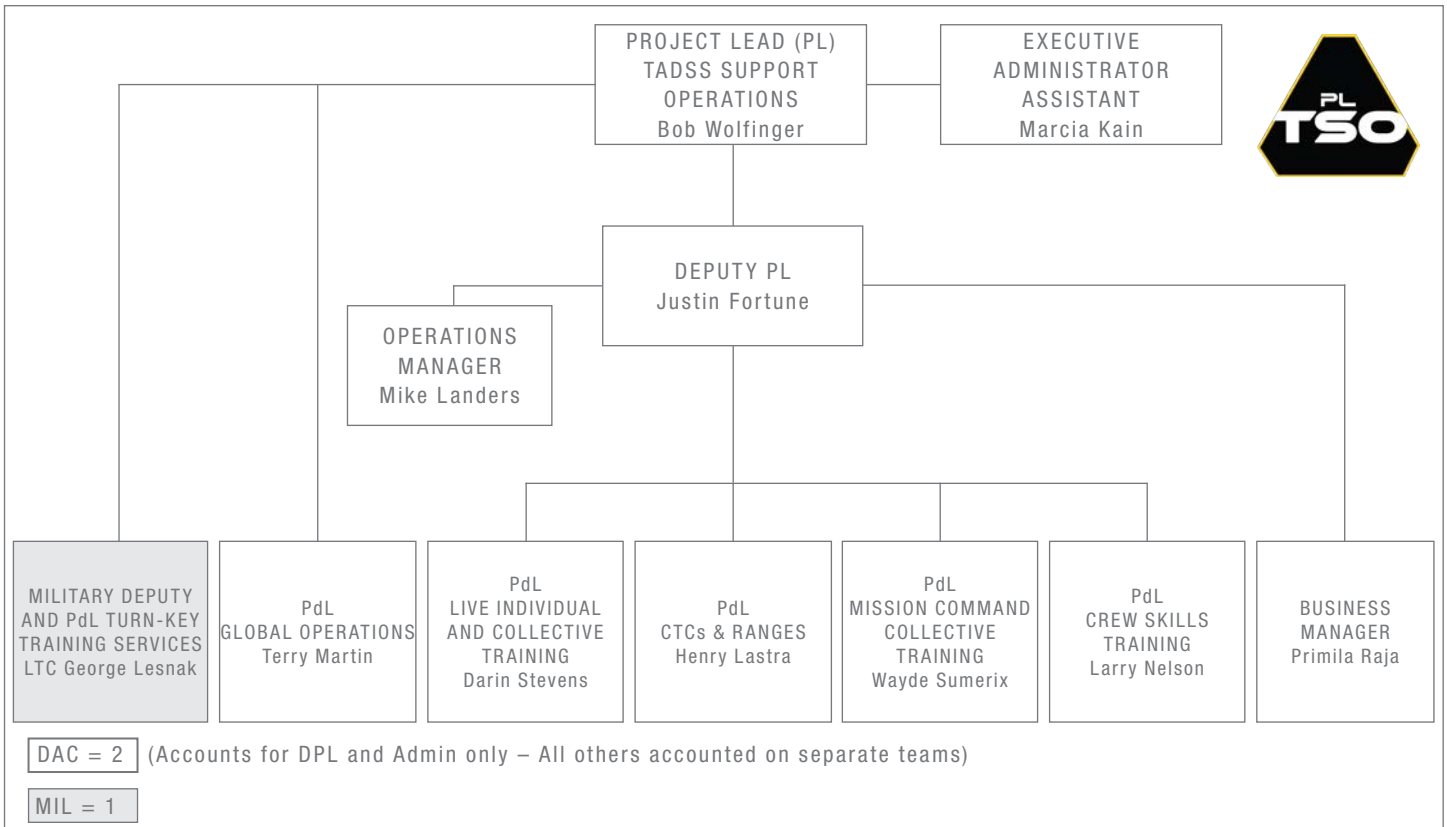 PROJECT LEAD (PL)
TADSS SUPPORT
OPERATIONS
Bob Wolfinger
EXECUTIVE
ADMINISTRATOR
ASSISTANT
Marcia Kain
PL
TSO
DEPUTY PL
Justin Fortune
OPERATIONS
MANAGER
Mike Landers
MILITARY DEPUTY
AND PdL TURN-KEY
TRAINING SERVICES
LTC George Lesnak
PdL
GLOBAL OPERATIONS
Terry Martin
PdL
LIVE INDIVIDUAL
AND COLLECTIVE
TRAINING
Darin Stevens
PdL
CTCs & RANGES
Henry Lastra
PdL
MISSION COMMAND
COLLECTIVE
TRAINING
Wayde Sumerix
PdL
CREW SKILLS
TRAINING
Larry Nelson
BUSINESS
MANAGER
Primila Raja
DAC = 2 (Accounts for DPL and Admin only – All others accounted on separate teams)
MIL = 1